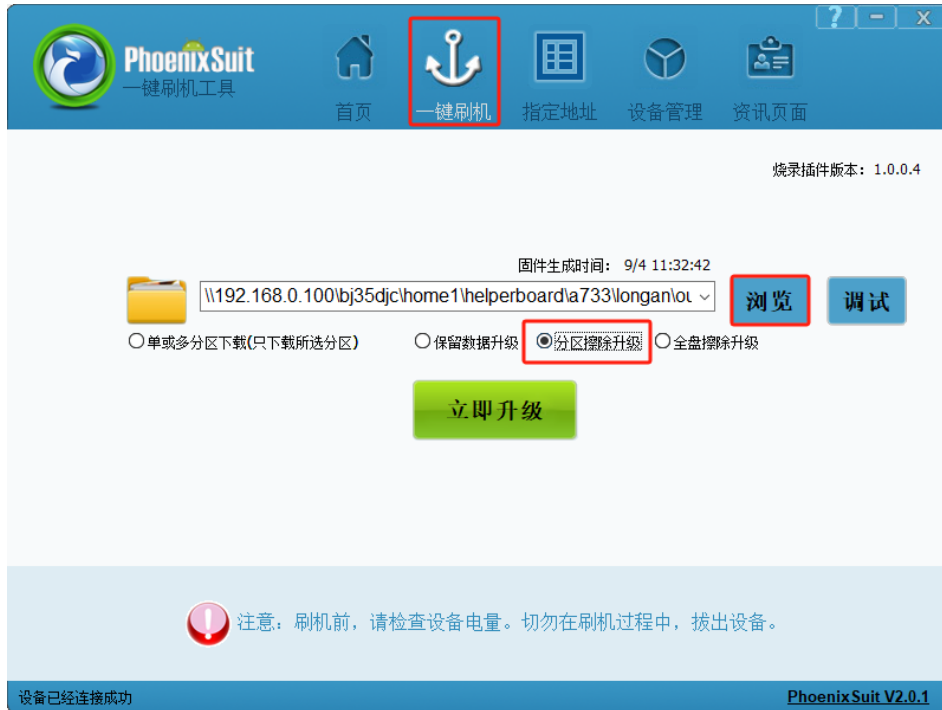 ? - X
PhoenixSuit
一键刷机工具
首页 一键刷机 指定地址 设备管理 资讯页面
烧录插件版本：1.0.0.4
固件生成时间： 9/4 11:32:42
\\192.168.0.100\bj35djc\home1\helperboard\a733\longan\ou
浏览 调试
单或多分区下载(只下载所选分区) 保留数据升级 分区擦除升级 全盘擦除升级
立即升级
注意：刷机前，请检查设备电量。切勿在刷机过程中，拔出设备。
设备已经连接成功 PhoenixSuit V2.0.1